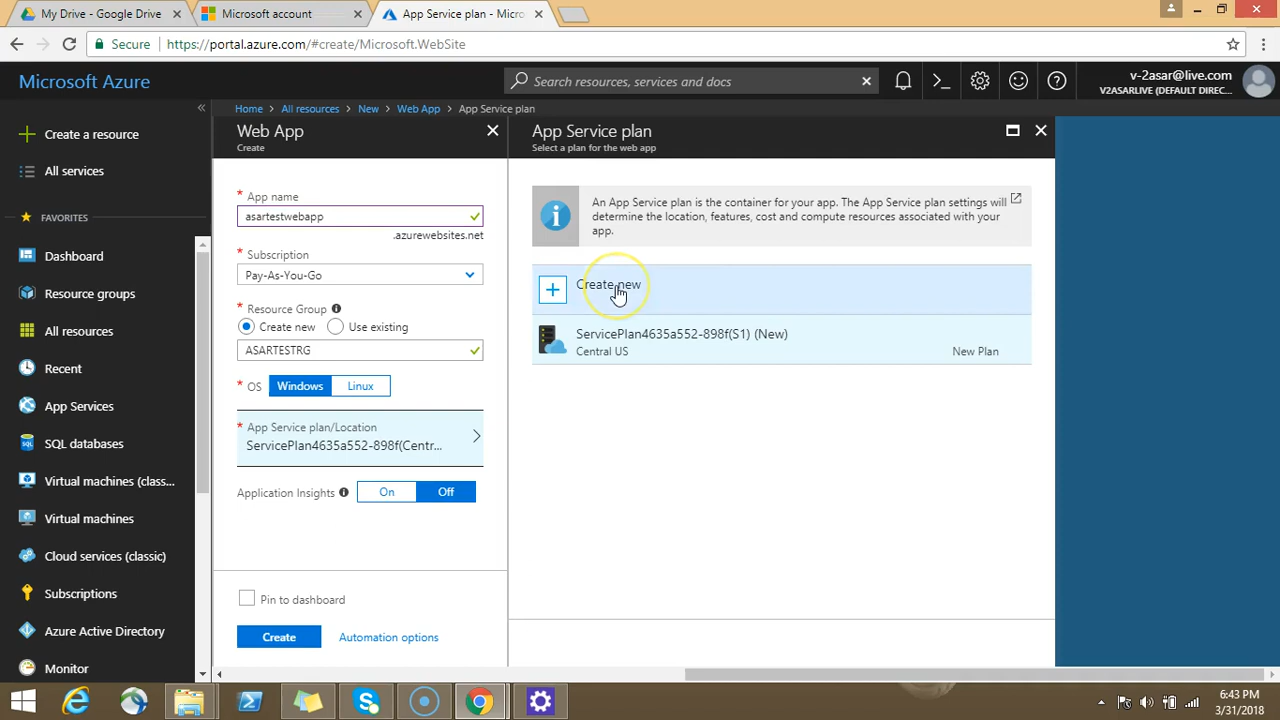 My Drive - Google Drive
Microsoft account
App Service plan - Micro
Secure
https://portal.azure.com/#create/Microsoft.WebSite
Microsoft Azure
Search resources, services and docs
v-2asar@live.com
V2ASARLIVE (DEFAULT DIREC...
Home
All resources
New
Web App
App Service plan
Create a resource
All services
FAVORITES
Dashboard
Resource groups
All resources
Recent
App Services
SQL databases
Virtual machines (class...
Virtual machines
Cloud services (classic)
Subscriptions
Azure Active Directory
Monitor
Web App
Create
* App name
asartestwebapp
.azurewebsites.net
* Subscription
Pay-As-You-Go
* Resource Group
Create new
Use existing
ASARTESTRG
* OS
Windows
Linux
* App Service plan/Location
ServicePlan4635a552-898f(Centr...
Application Insights
On
Off
Pin to dashboard
Create
Automation options
App Service plan
Select a plan for the web app
An App Service plan is the container for your app. The App Service plan settings will
determine the location, features, cost and compute resources associated with your
app.
Create new
ServicePlan4635a552-898f(S1) (New)
Central US
New Plan
6:43 PM
3/31/2018